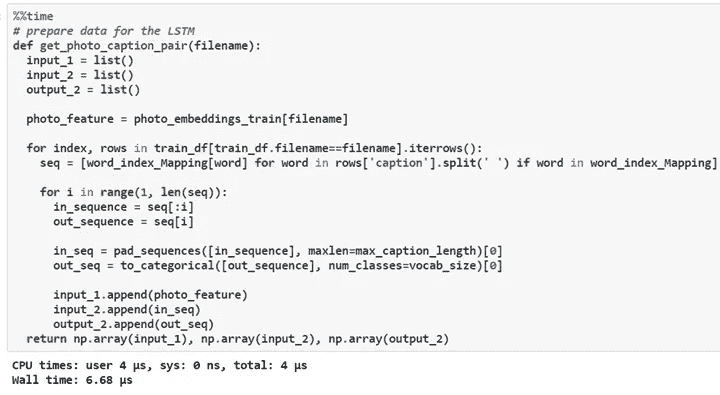 %%time
# prepare data for the LSTM
def get_photo_caption_pair(filename):
  input_1 = list()
  input_2 = list()
  output_2 = list()

  photo_feature = photo_embeddings_train[filename]

  for index, rows in train_df[train_df.filename==filename].iterrows():
    seq = [word_index_Mapping[word] for word in rows['caption'].split(' ') if word in word_index_Mapping]

    for i in range(1, len(seq)):
      in_sequence = seq[:i]
      out_sequence = seq[i]

      in_seq = pad_sequences([in_sequence], maxlen=max_caption_length)[0]
      out_seq = to_categorical([out_sequence], num_classes=vocab_size)[0]

      input_1.append(photo_feature)
      input_2.append(in_seq)
      output_2.append(out_seq)
  return np.array(input_1), np.array(input_2), np.array(output_2)
CPU times: user 4 µs, sys: 0 ns, total: 4 µs
Wall time: 6.68 µs